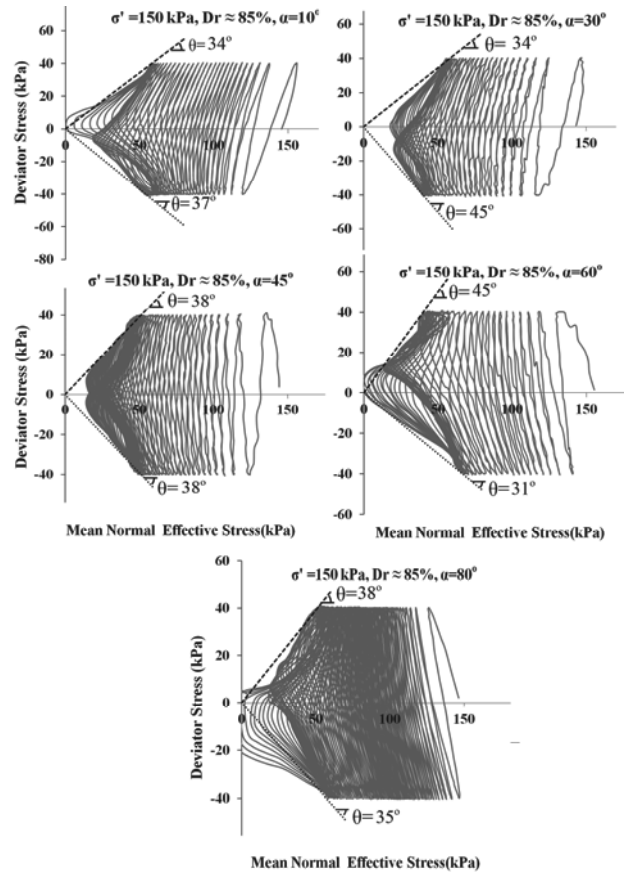 σ' =150 kPa, Dr ≈ 85%, α=10°
θ=34°
60
40
20
0
-20
-40
-60
-80
0
50
100
150
θ=37°
Deviator Stress (kPa)
σ' =150 kPa, Dr ≈ 85%, α=30°
θ=34°
60
40
20
0
-20
-40
-60
0
50
100
150
θ=45°
σ' =150 kPa, Dr ≈ 85%, α=45°
θ=38°
40
20
0
-20
-40
0
50
100
150
θ=38°
Deviator Stress (kPa)
Mean Normal Effective Stress(kPa)
σ' =150 kPa, Dr ≈ 85%, α=60°
θ=45°
60
40
20
0
-20
-40
-60
0
50
100
150
θ=31°
Mean Normal Effective Stress(kPa)
σ' =150 kPa, Dr ≈ 85%, α=80°
θ=38°
60
40
20
0
-20
-40
0
50
100
150
θ=35°
Deviator Stress (kPa)
Mean Normal Effective Stress(kPa)